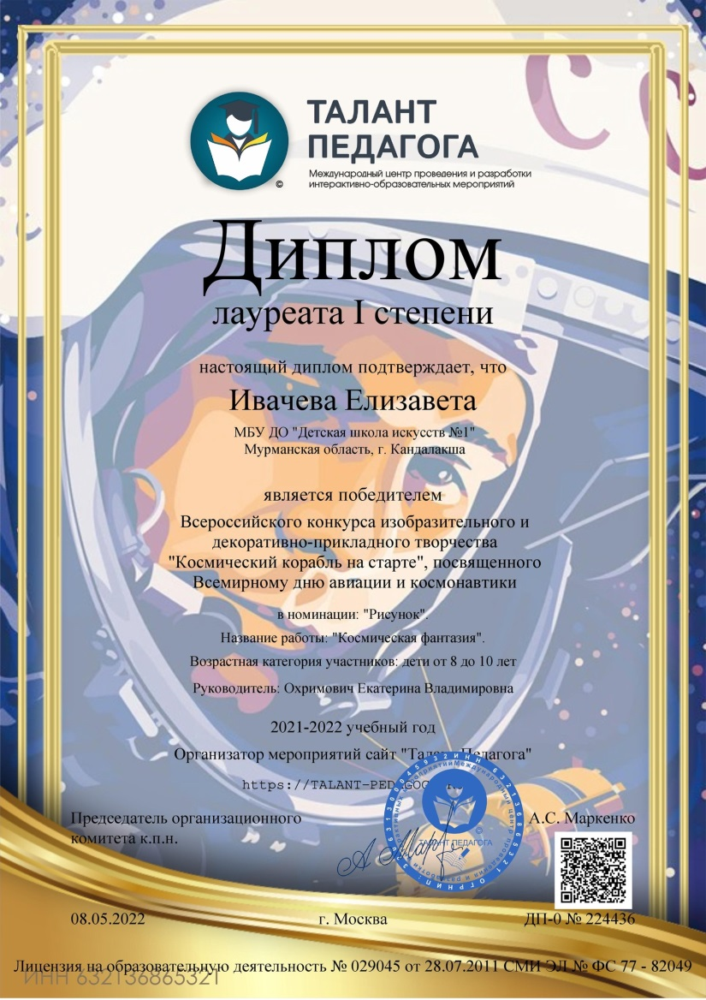 ТАЛАНТ
ПЕДАГОГА
Международный центр проведения и разработки
интерактивно-образовательных мероприятий
©
Диплом
лауреата I степени
настоящий диплом подтверждает, что
Ивачева Елизавета
МБУ ДО "Детская школа искусств №1"
Мурманская область, г. Кандалакша
является победителем
Всероссийского конкурса изобразительного и
декоративно-прикладного творчества
"Космический корабль на старте", посвященного
Всемирному дню авиации и космонавтики
в номинации: "Рисунок".
Название работы: "Космическая фантазия".
Возрастная категория участников: дети от 8 до 10 лет
Руководитель: Охримович Екатерина Владимировна
2021-2022 учебный год
Организатор мероприятий сайт "Талант Педагога"
https://TALANT-PEDAGOG
Председатель организационного
комитета к.п.н.
А.С. Маркенко
ТАЛАНТ ПЕДАГОГА
08.05.2022
г. Москва
ДП-0 № 224436
Лицензия на образовательную деятельность № 029045 от 28.07.2011 СМИ ЭЛ № ФС 77 - 82049
ИНН 632136865321